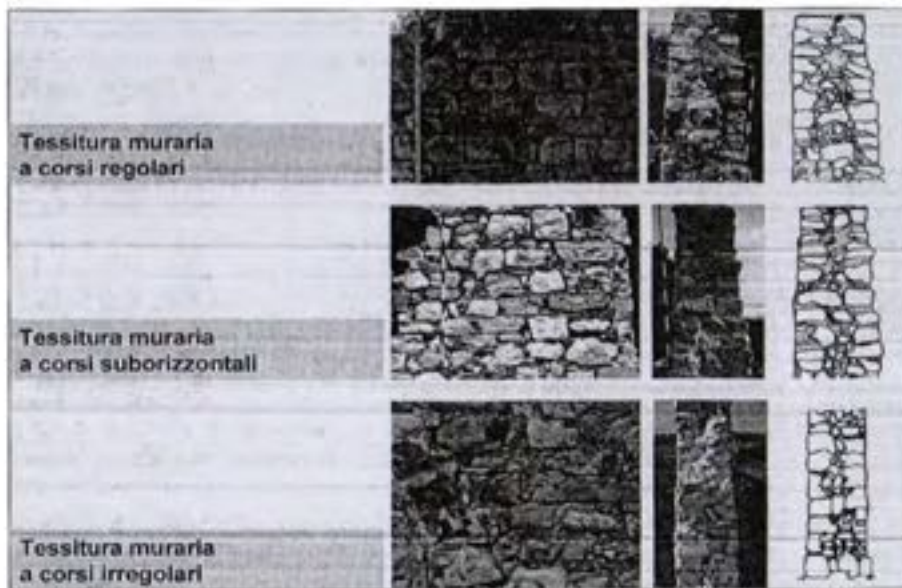 Tessitura muraria
a corsi regolari
Tessitura muraria
a corsi suborizzontali
Tessitura muraria
a corsi irregolari